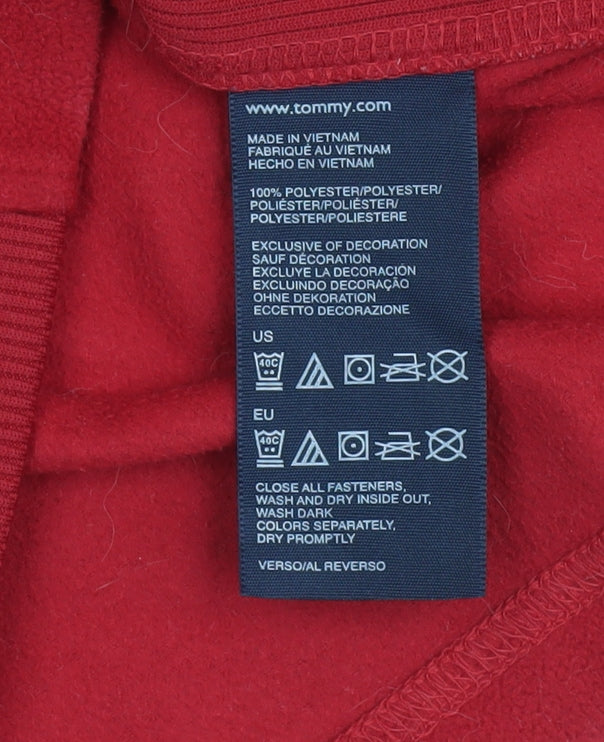 www.tommy.com
MADE IN VIETNAM
FABRIQUÉ AU VIETNAM
HECHO EN VIETNAM
100% POLYESTER/POLYESTER/
POLIÉSTER/POLIÉSTER/
POLYESTER/POLIESTERE
EXCLUSIVE OF DECORATION
SAUF DÉCORATION
EXCLUYE LA DECORACIÓN
EXCLUINDO DECORAÇÃO
OHNE DEKORATION
ECCETTO DECORAZIONE
US
40C
EU
40C
CLOSE ALL FASTENERS,
WASH AND DRY INSIDE OUT,
WASH DARK
COLORS SEPARATELY,
DRY PROMPTLY
VERSO/AL REVERSO